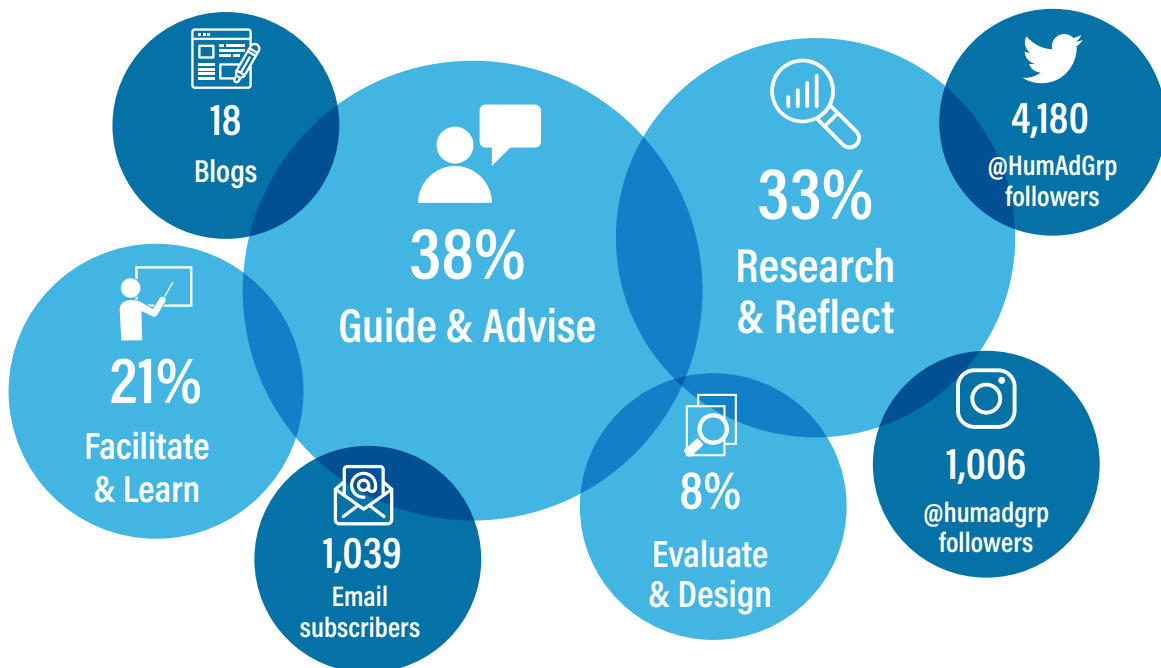 18
Blogs
38%
Guide & Advise
33%
Research
& Reflect
4,180
@HumAdGrp
followers
21%
Facilitate
& Learn
1,039
Email
subscribers
8%
Evaluate
& Design
1,006
@humadgrp
followers